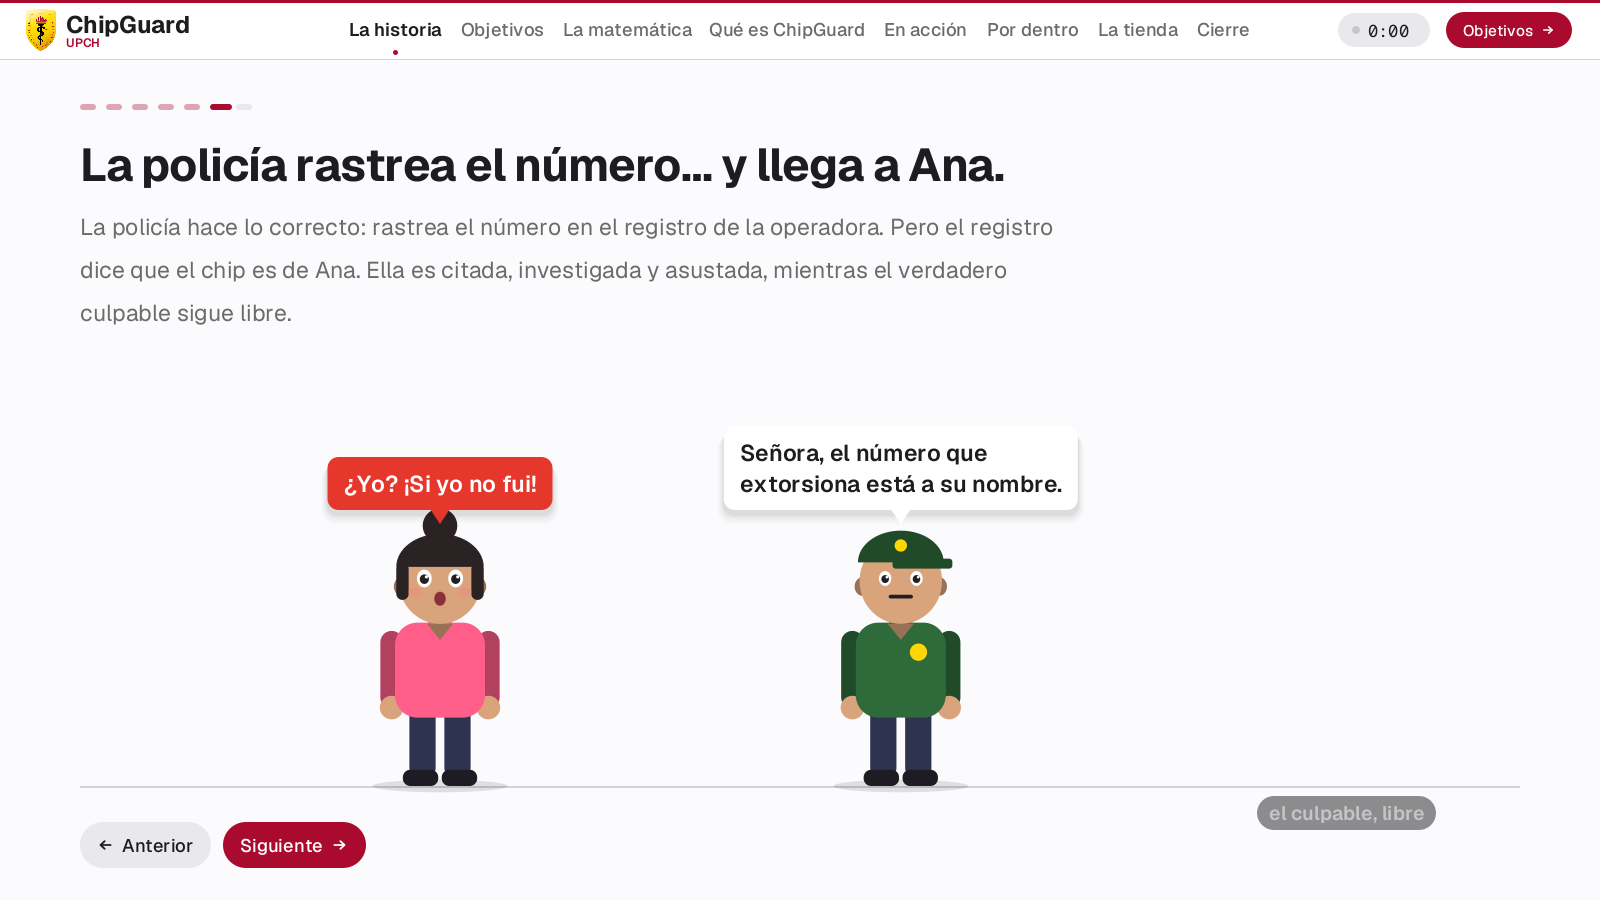 ChipGuard
UPCH
La historia
Objetivos
La matemática
Qué es ChipGuard
En acción
Por dentro
La tienda
Cierre
0:00
Objetivos →
La policía rastrea el número... y llega a Ana.
La policía hace lo correcto: rastrea el número en el registro de la operadora. Pero el registro
dice que el chip es de Ana. Ella es citada, investigada y asustada, mientras el verdadero
culpable sigue libre.
¿Yo? ¡Si yo no fui!
Señora, el número que
extorsiona está a su nombre.
el culpable, libre
← Anterior
Siguiente →